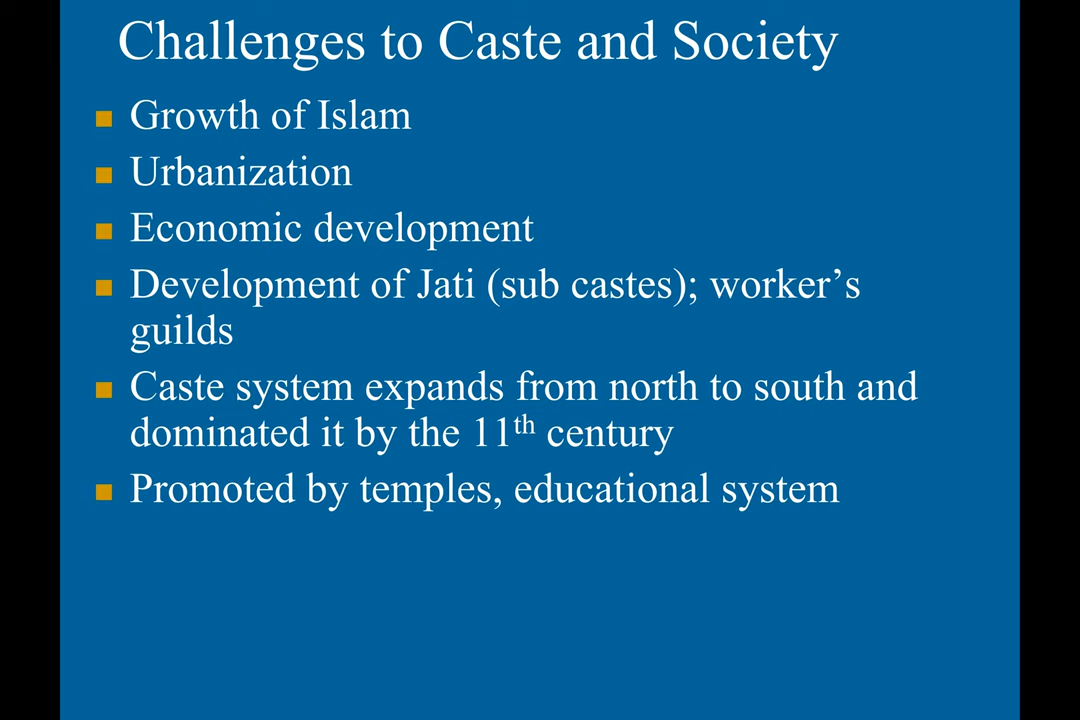 Challenges to Caste and Society
Growth of Islam
Urbanization
Economic development
Development of Jati (sub castes); worker’s
guilds
Caste system expands from north to south and
dominated it by the 11th century
Promoted by temples, educational system